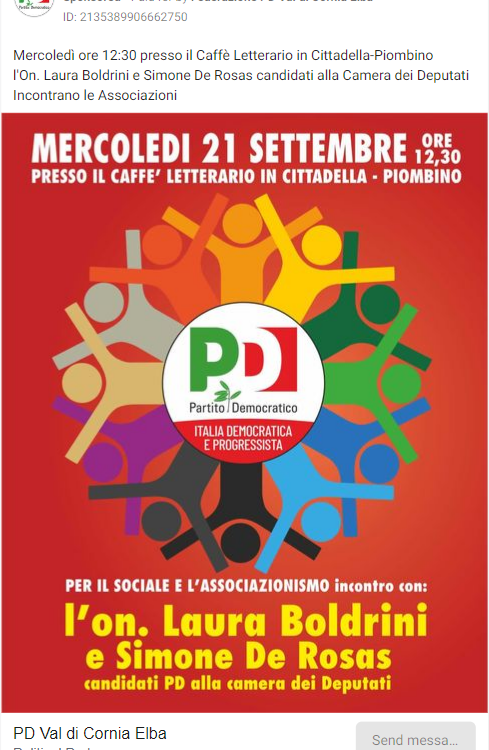 ID: 2135389906662750
Mercoledì ore 12:30 presso il Caffè Letterario in Cittadella-Piombino
l'On. Laura Boldrini e Simone De Rosas candidati alla Camera dei Deputati
Incontrano le Associazioni
MERCOLEDI 21 SETTEMBRE ORE 12,30
PRESSO IL CAFFE' LETTERARIO IN CITTADELLA - PIOMBINO
PD
Partito Democratico
ITALIA DEMOCRATICA
E PROGRESSISTA
PER IL SOCIALE E L'ASSOCIAZIONISMO incontro con:
l'on. Laura Boldrini
e Simone De Rosas
candidati PD alla camera dei Deputati
PD Val di Cornia Elba
Send messa...